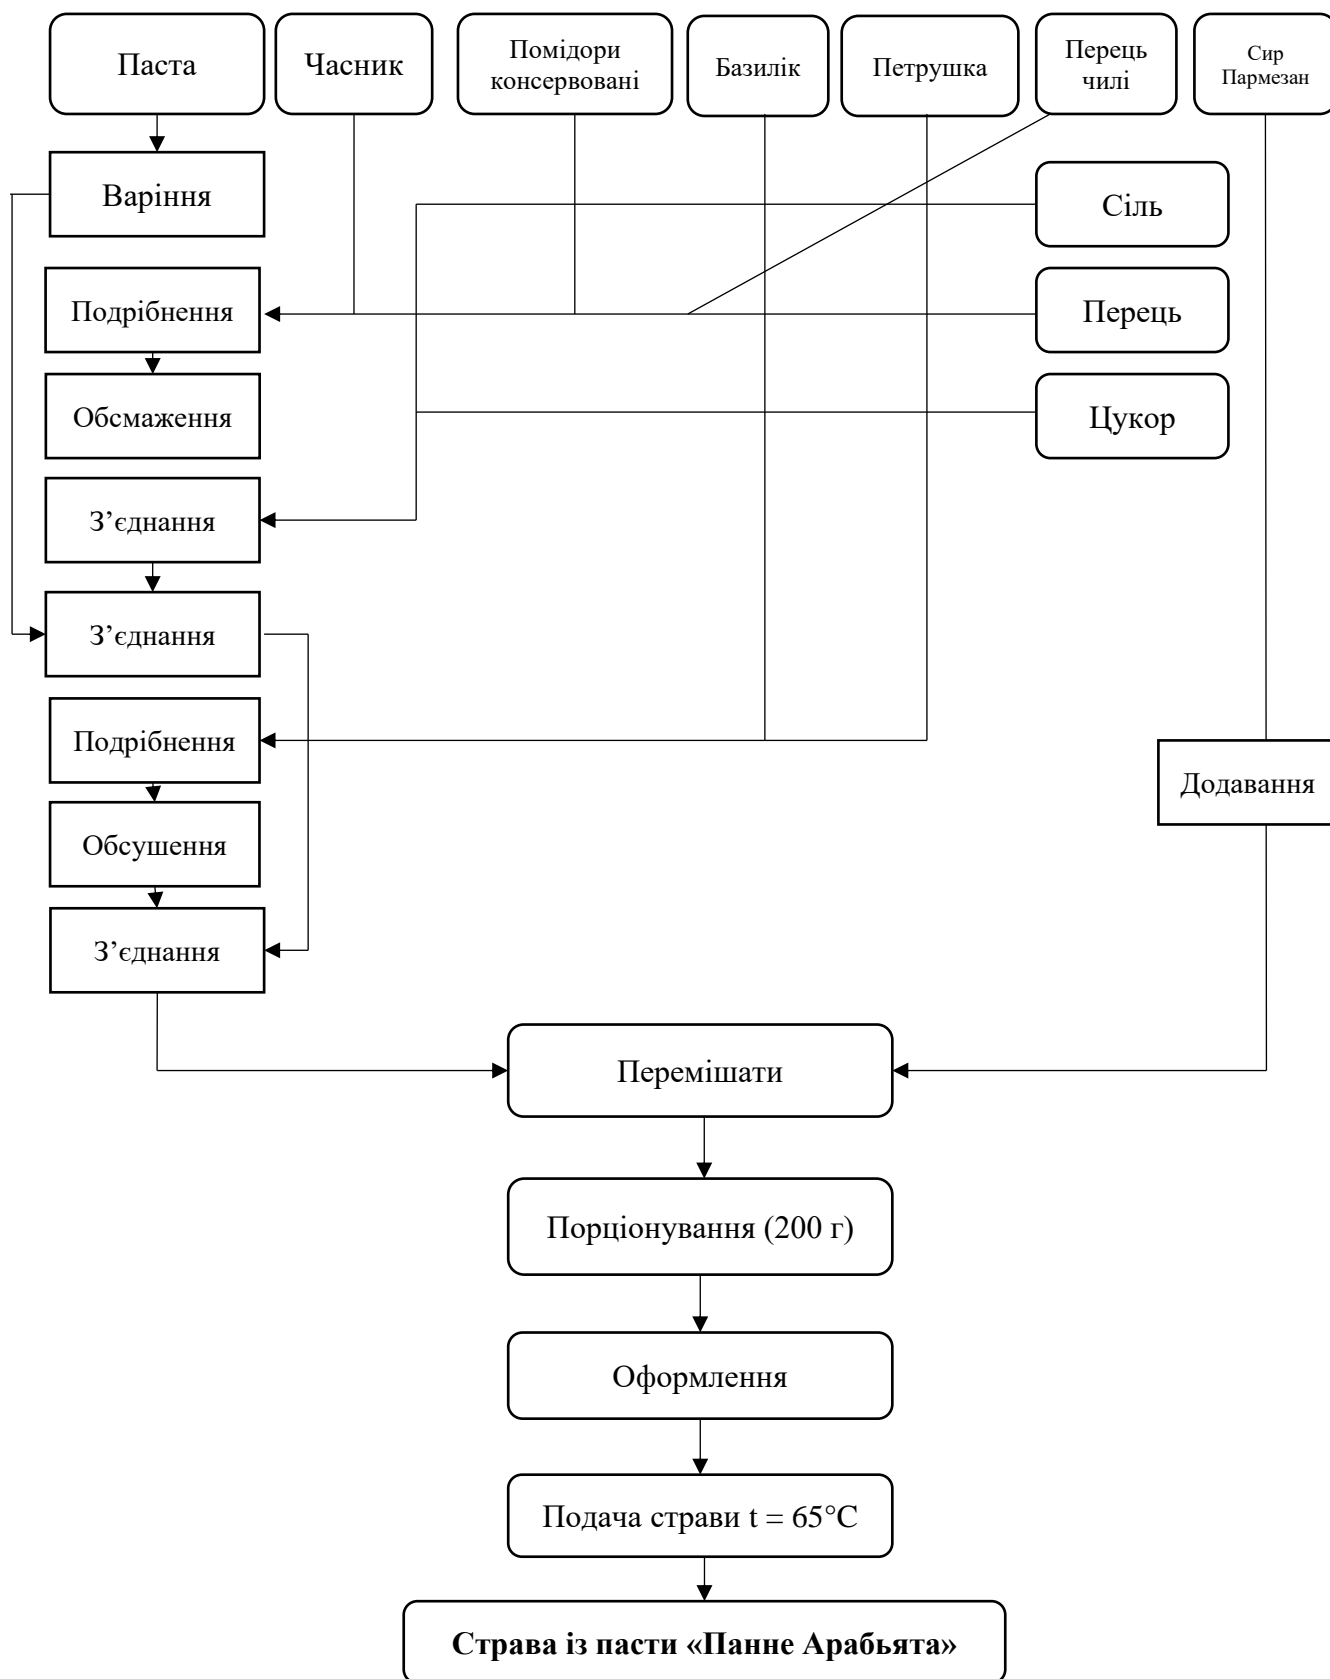 Паста
Часник
Помідори
консервовані
Базилік
Петрушка
Перець
чилі
Сир
Пармезан
Варіння
Сіль
Подрібнення
Перець
Обсмаження
Цукор
З’єднання
З’єднання
Подрібнення
Додавання
Обсушення
З’єднання
Перемішати
Порціонування (200 г)
Оформлення
Подача страви t = 65°С
Страва із пасти «Панне Арабьята»